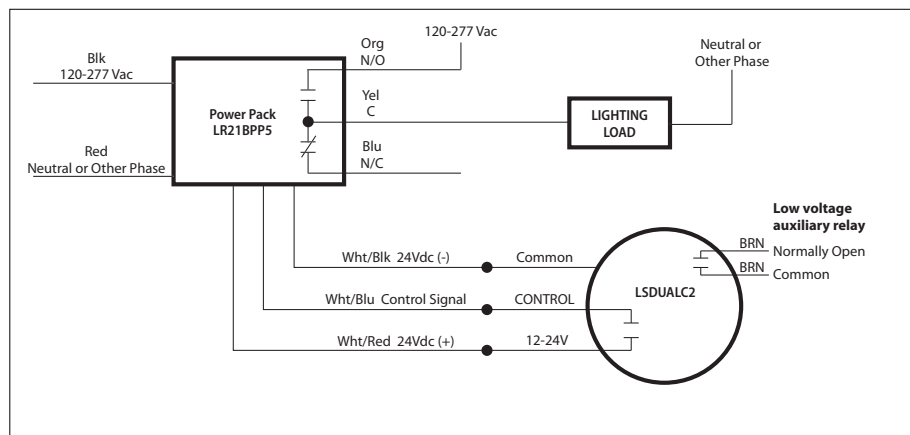 120-277 Vac
Org
N/O
Blk
120-277 Vac
Neutral or
Other Phase
Yel
C
Power Pack
LR21BPP5
LIGHTING
LOAD
Blu
N/C
Red
Neutral or Other Phase
Low voltage
auxiliary relay
BRN
Normally Open
BRN
Common
Wht/Blk 24Vdc (-)
Common
LSDUALC2
Wht/Blu Control Signal
CONTROL
Wht/Red 24Vdc (+)
12-24V